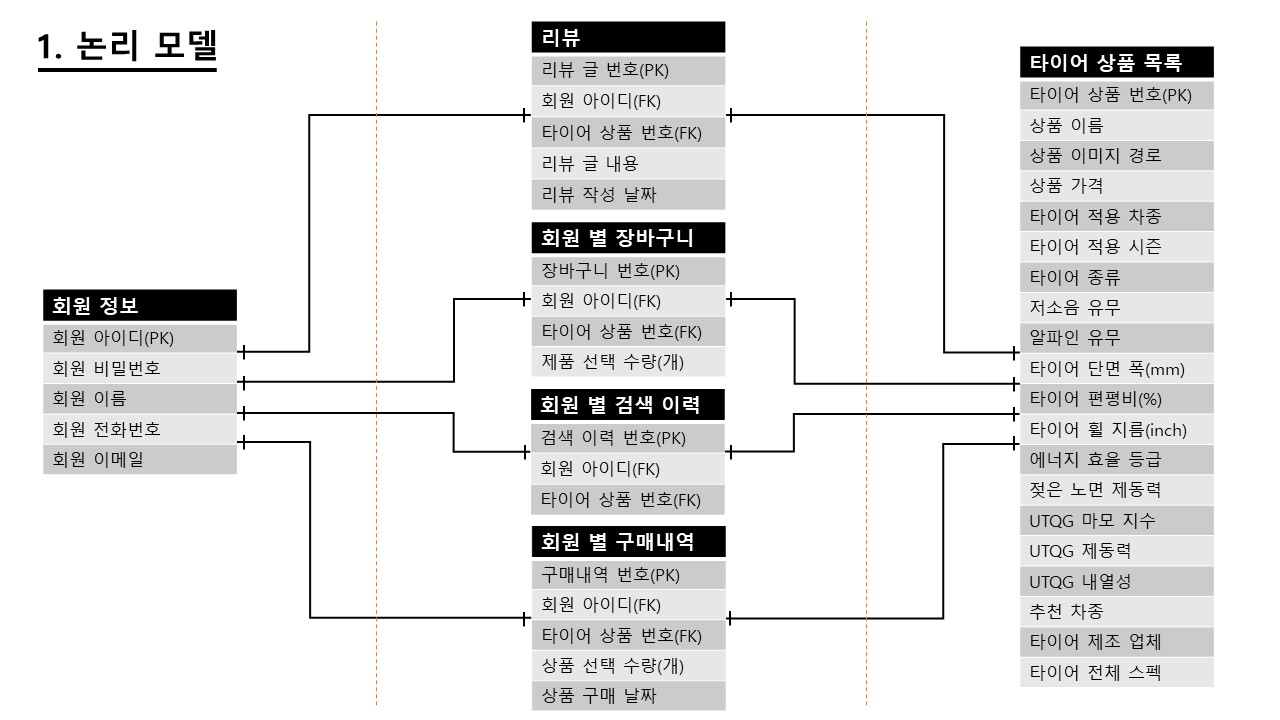 1. 논리 모델
회원 정보
회원 아이디(PK)
회원 비밀번호
회원 이름
회원 전화번호
회원 이메일
리뷰
리뷰 글 번호(PK)
회원 아이디(FK)
타이어 상품 번호(FK)
리뷰 글 내용
리뷰 작성 날짜
회원 별 장바구니
장바구니 번호(PK)
회원 아이디(FK)
타이어 상품 번호(FK)
제품 선택 수량(개)
회원 별 검색 이력
검색 이력 번호(PK)
회원 아이디(FK)
타이어 상품 번호(FK)
회원 별 구매내역
구매내역 번호(PK)
회원 아이디(FK)
타이어 상품 번호(FK)
상품 선택 수량(개)
상품 구매 날짜
타이어 상품 목록
타이어 상품 번호(PK)
상품 이름
상품 이미지 경로
상품 가격
타이어 적용 차종
타이어 적용 시즌
타이어 종류
저소음 유무
알파인 유무
타이어 단면 폭(mm)
타이어 편평비(%)
타이어 휠 지름(inch)
에너지 효율 등급
젖은 노면 제동력
UTQG 마모 지수
UTQG 제동력
UTQG 내열성
추천 차종
타이어 제조 업체
타이어 전체 스펙